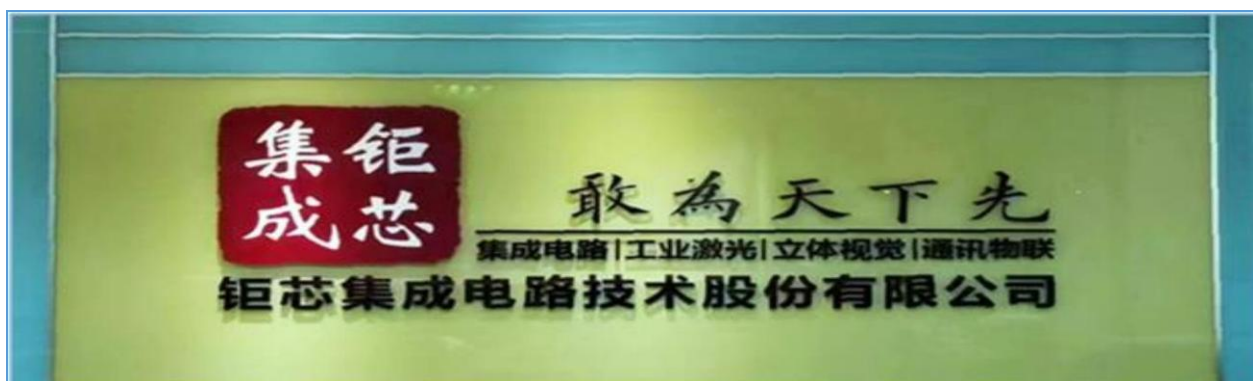 钜芯
集成
敢為天下先
集成电路|工业激光|立体视觉|通讯物联
钜芯集成电路技术股份有限公司